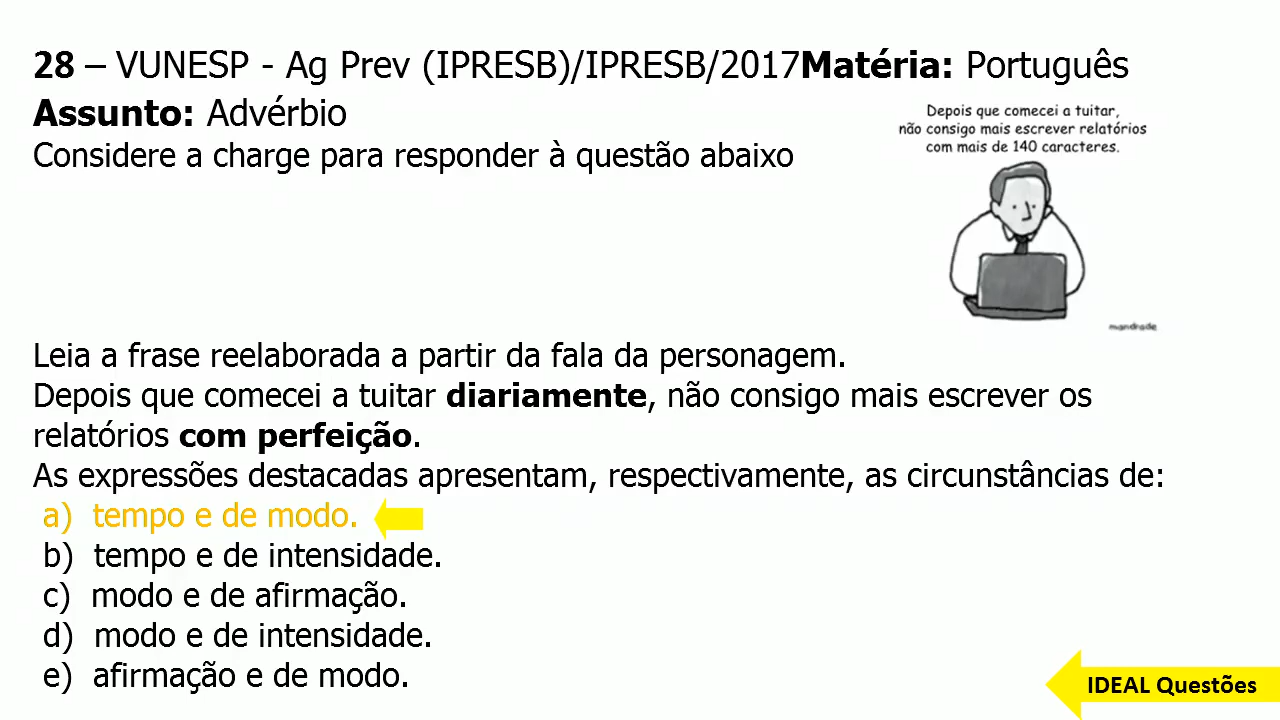 28 – VUNESP - Ag Prev (IPRESB)/IPRESB/2017Matéria: Português
Assunto: Advérbio
Considere a charge para responder à questão abaixo
Depois que comecei a tuitar,
não consigo mais escrever relatórios
com mais de 140 caracteres.
mandrade
Leia a frase reelaborada a partir da fala da personagem.
Depois que comecei a tuitar diariamente, não consigo mais escrever os
relatórios com perfeição.
As expressões destacadas apresentam, respectivamente, as circunstâncias de:
a) tempo e de modo.
b) tempo e de intensidade.
c) modo e de afirmação.
d) modo e de intensidade.
e) afirmação e de modo.
IDEAL Questões